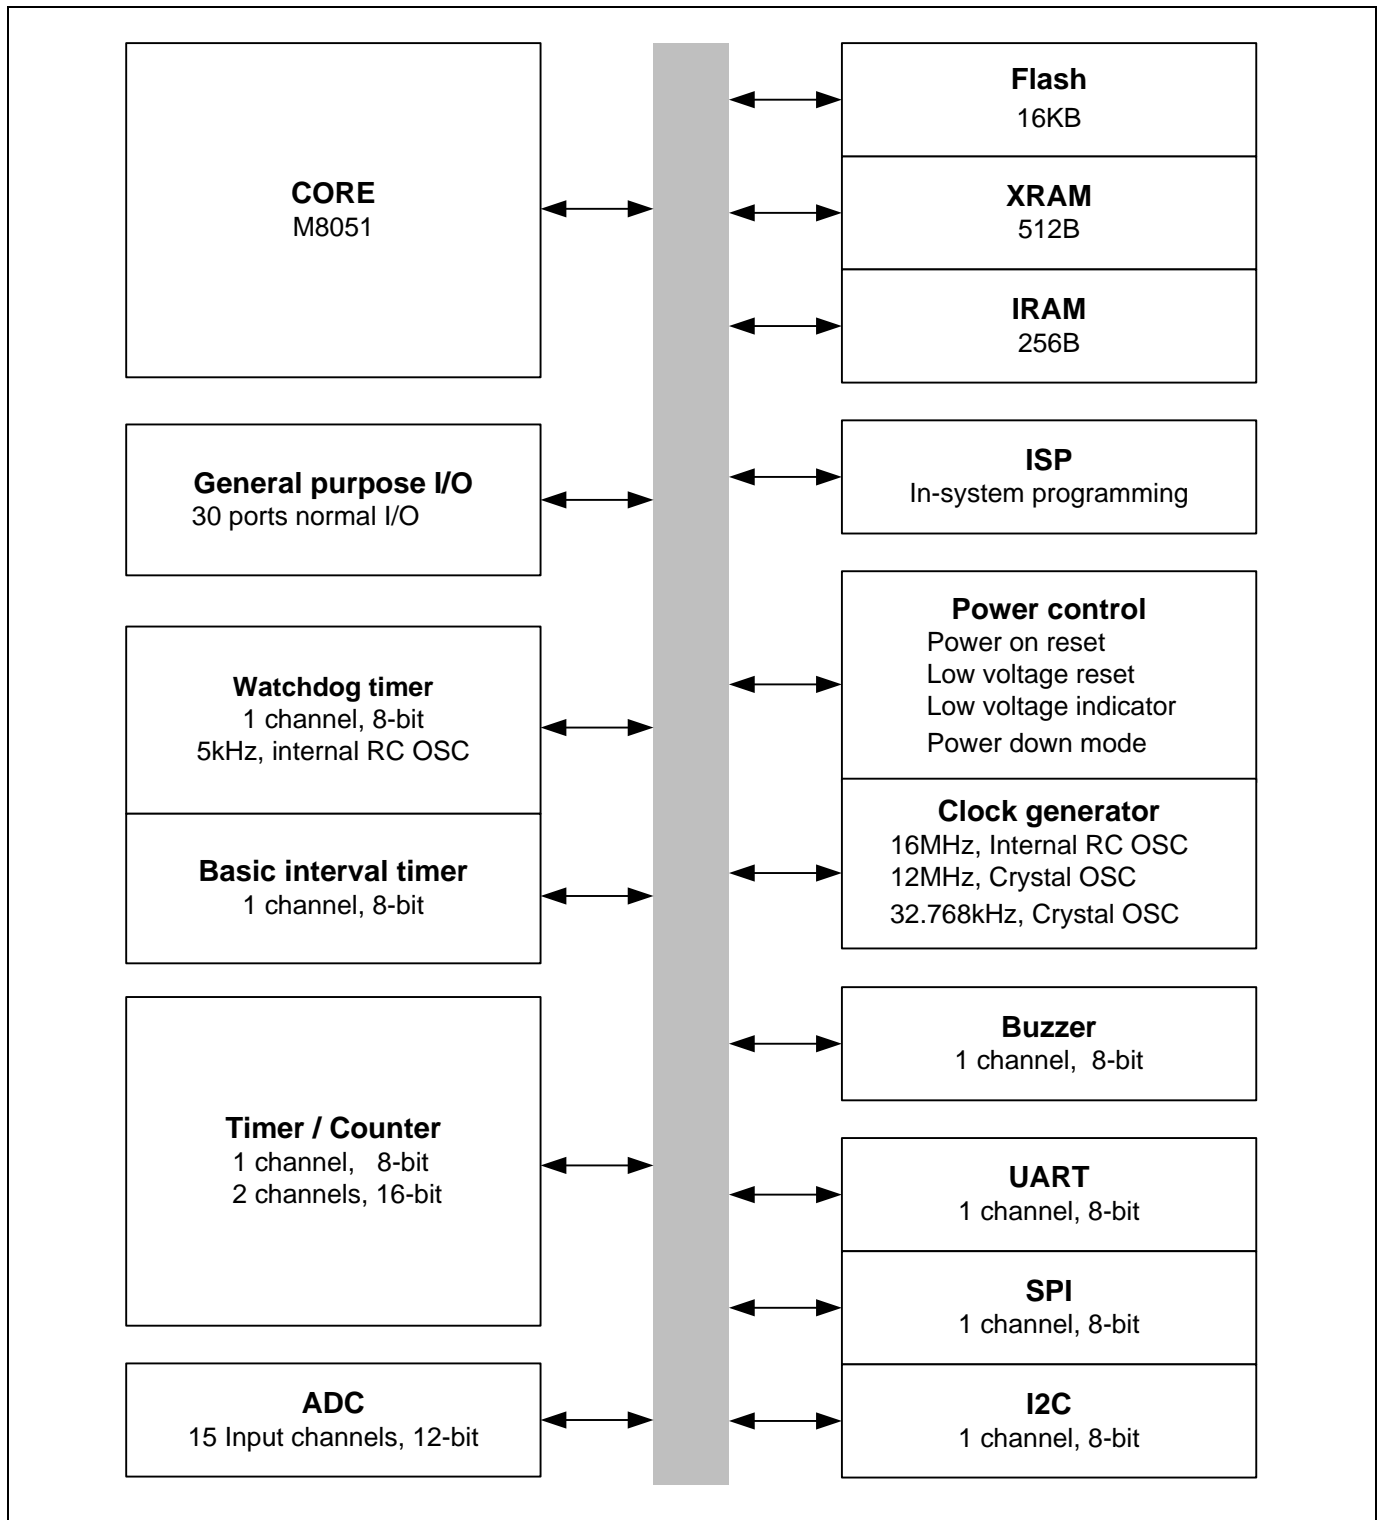 CORE
M8051
General purpose I/O
30 ports normal I/O
Watchdog timer
1 channel, 8-bit
5kHz, internal RC OSC
Basic interval timer
1 channel, 8-bit
Timer / Counter
1 channel, 8-bit
2 channels, 16-bit
ADC
15 Input channels, 12-bit
Flash
16KB
XRAM
512B
IRAM
256B
ISP
In-system programming
Power control
Power on reset
Low voltage reset
Low voltage indicator
Power down mode
Clock generator
16MHz, Internal RC OSC
12MHz, Crystal OSC
32.768kHz, Crystal OSC
Buzzer
1 channel, 8-bit
UART
1 channel, 8-bit
SPI
1 channel, 8-bit
I2C
1 channel, 8-bit